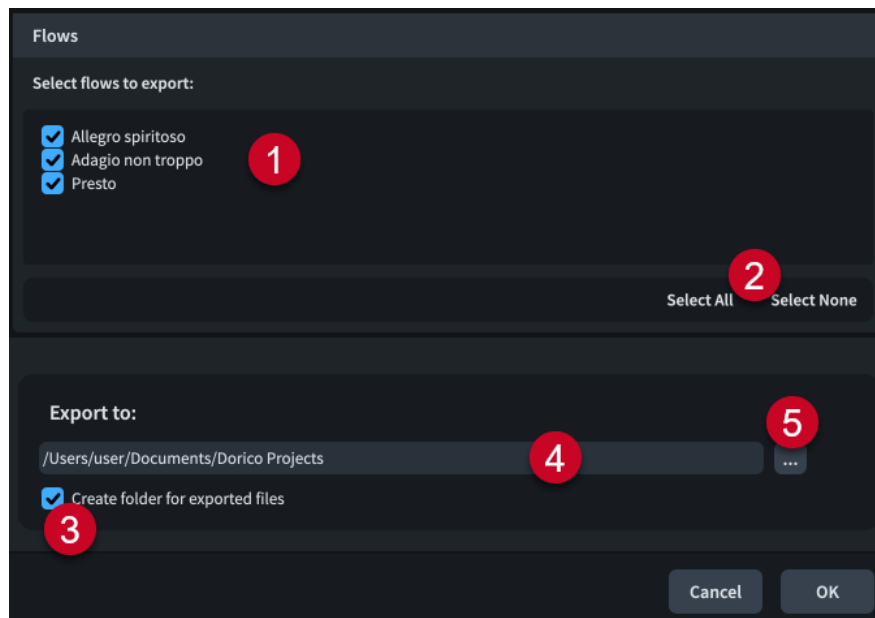 Flows
Select flows to export:
Allegro spiritoso
Adagio non troppo
Presto
1
2
Select All Select None
Export to:
5
/Users/user/Documents/Dorico Projects
4
...
Create folder for exported files
3
Cancel OK